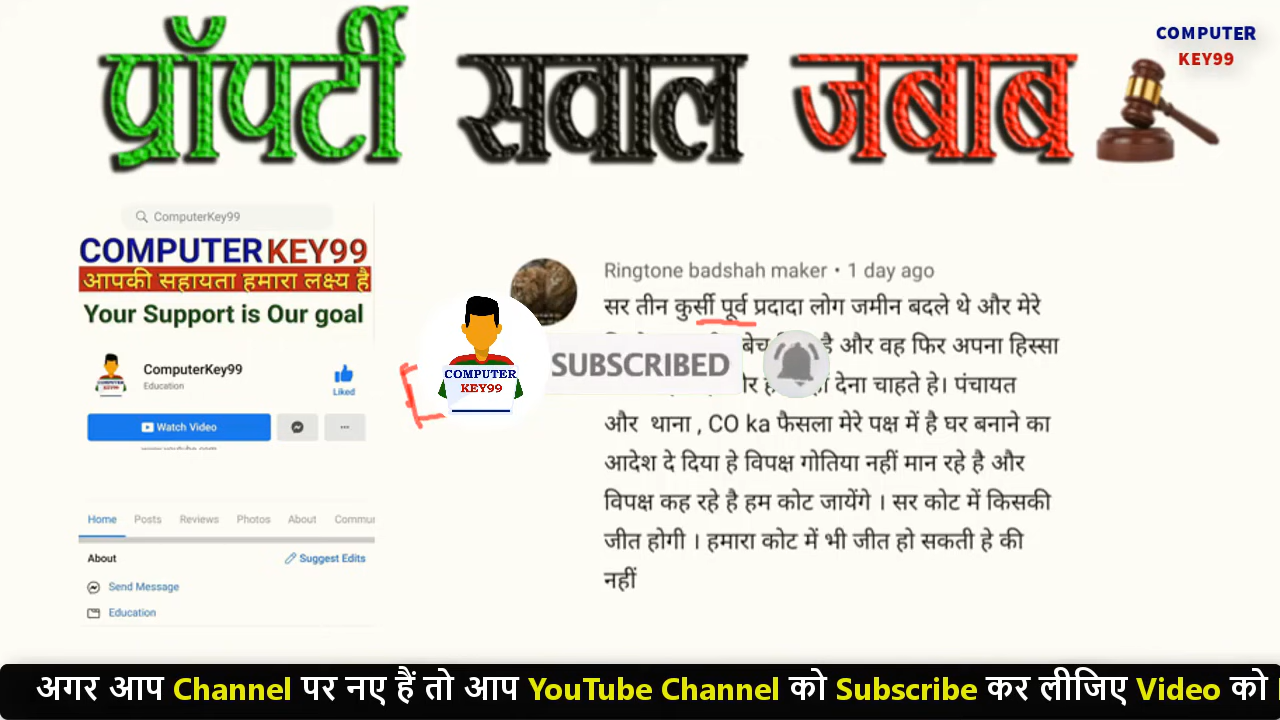 प्रॉपर्टी सवाल जबाब
COMPUTER
KEY99
ComputerKey99
COMPUTER KEY99
आपकी सहायता हमारा लक्ष्य है
Your Support is Our goal
ComputerKey99
Education
Liked
Watch Video
Home Posts Reviews Photos About Commun
About
Suggest Edits
Send Message
Education
Ringtone badshah maker • 1 day ago
सर तीन कुर्सी पूर्व प्रदादा लोग जमीन बदले थे और मेरे
बेच है और वह फिर अपना हिस्सा
देना चाहते हे। पंचायत
और थाना , CO ka फैसला मेरे पक्ष में है घर बनाने का
आदेश दे दिया हे विपक्ष गोतिया नहीं मान रहे है और
विपक्ष कह रहे है हम कोट जायेंगे । सर कोट में किसकी
जीत होगी । हमारा कोट में भी जीत हो सकती हे की
नहीं
COMPUTER
KEY99
SUBSCRIBED
अगर आप Channel पर नए हैं तो आप YouTube Channel को Subscribe कर लीजिए Video को